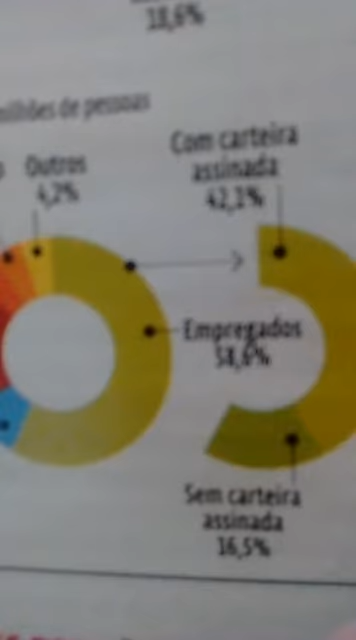 18,6%
milhões de pessoas
Outros
4,2%
Com carteira
assinada
42,1%
Empregados
58,6%
Sem carteira
assinada
16,5%